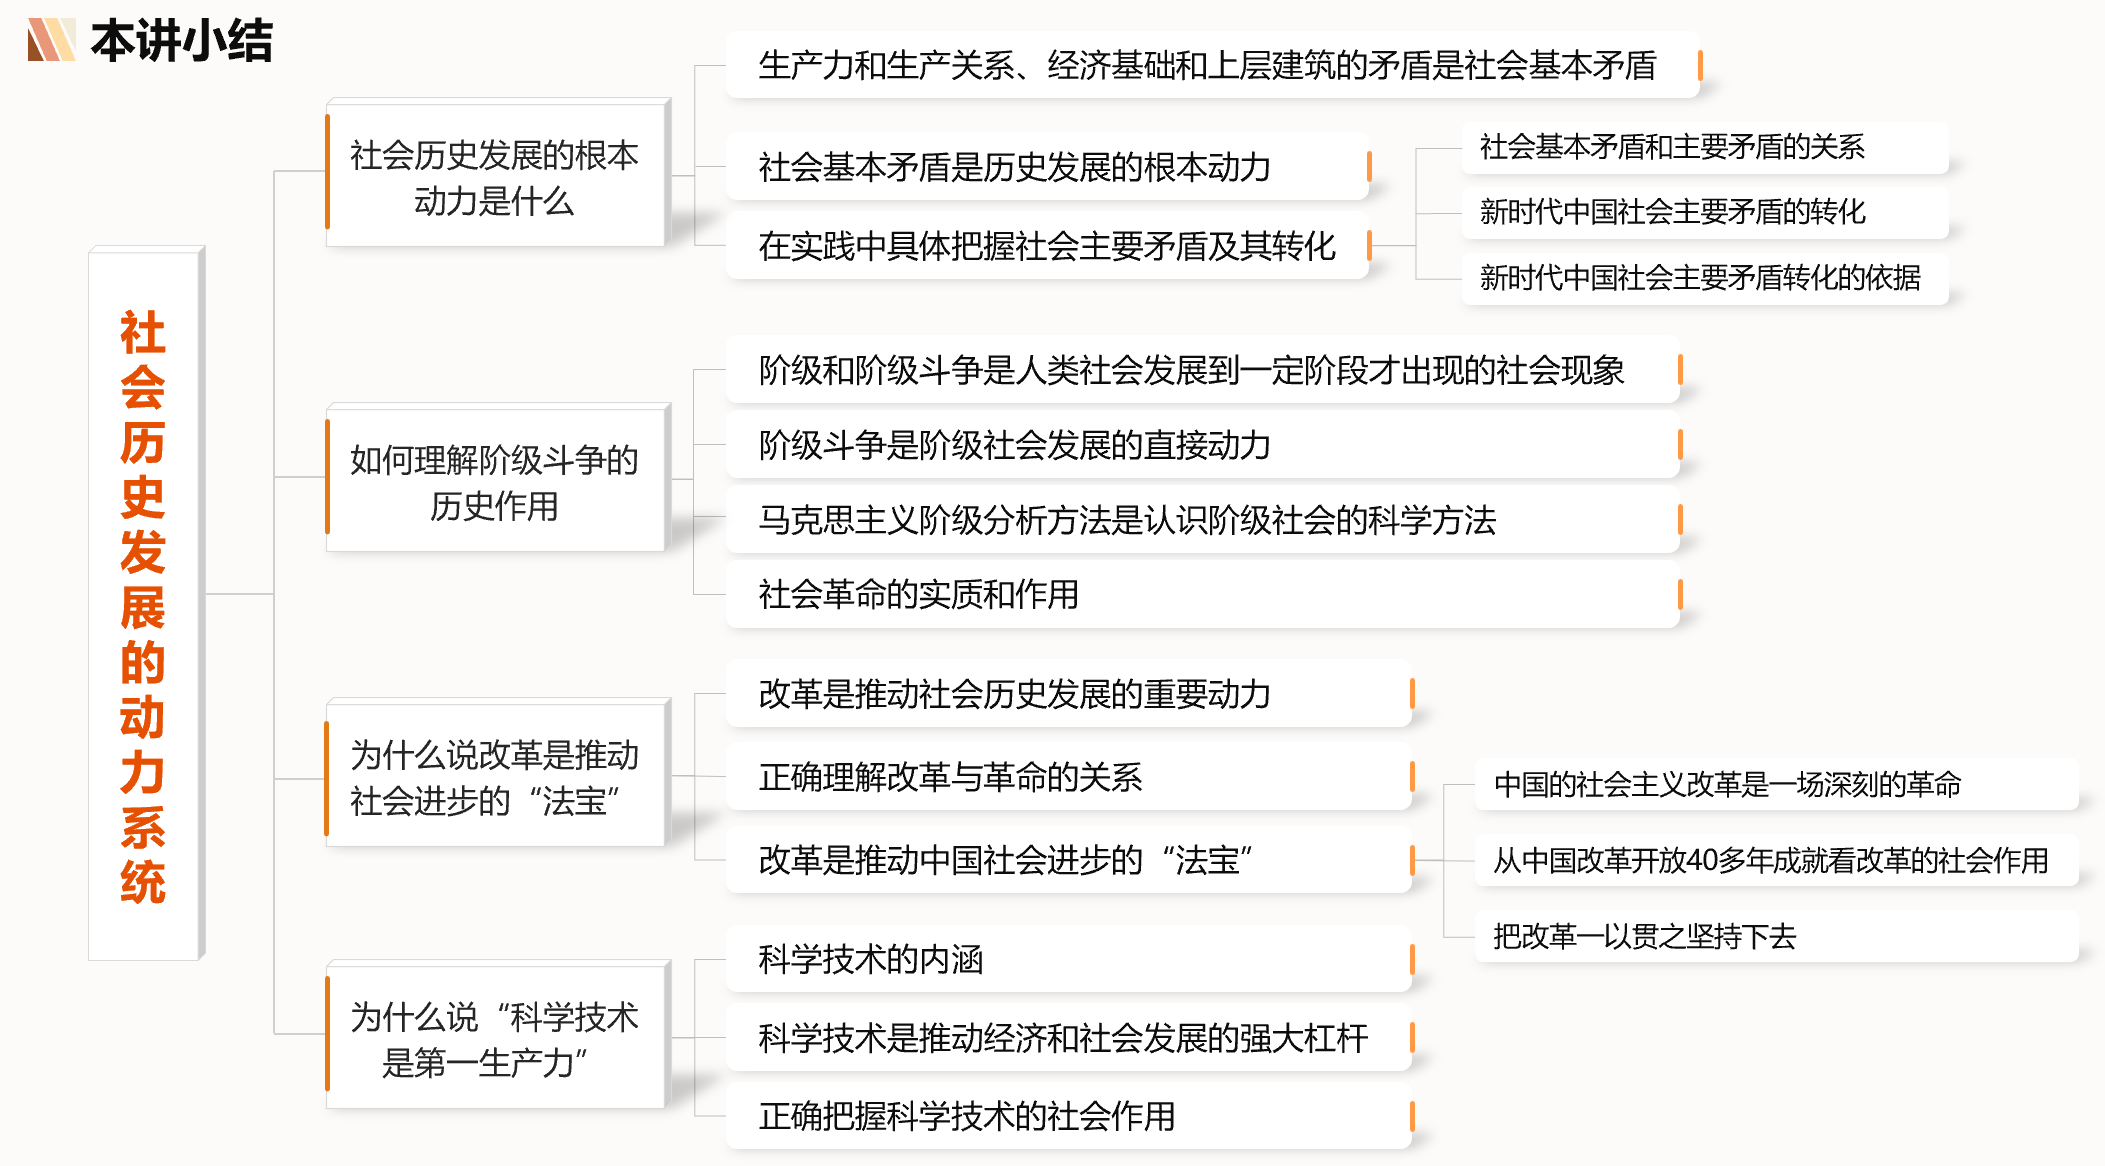 本讲小结
社会历史发展的动力系统
社会历史发展的根本
动力是什么
生产力和生产关系、经济基础和上层建筑的矛盾是社会基本矛盾
社会基本矛盾是历史发展的根本动力
在实践中具体把握社会主要矛盾及其转化
社会基本矛盾和主要矛盾的关系
新时代中国社会主要矛盾的转化
新时代中国社会主要矛盾转化的依据
如何理解阶级斗争的
历史作用
阶级和阶级斗争是人类社会发展到一定阶段才出现的社会现象
阶级斗争是阶级社会发展的直接动力
马克思主义阶级分析方法是认识阶级社会的科学方法
社会革命的实质和作用
为什么说改革是推动
社会进步的“法宝”
改革是推动社会历史发展的重要动力
正确理解改革与革命的关系
改革是推动中国社会进步的“法宝”
中国的社会主义改革是一场深刻的革命
从中国改革开放40多年成就看改革的社会作用
把改革一以贯之坚持下去
为什么说“科学技术
是第一生产力”
科学技术的内涵
科学技术是推动经济和社会发展的强大杠杆
正确把握科学技术的社会作用